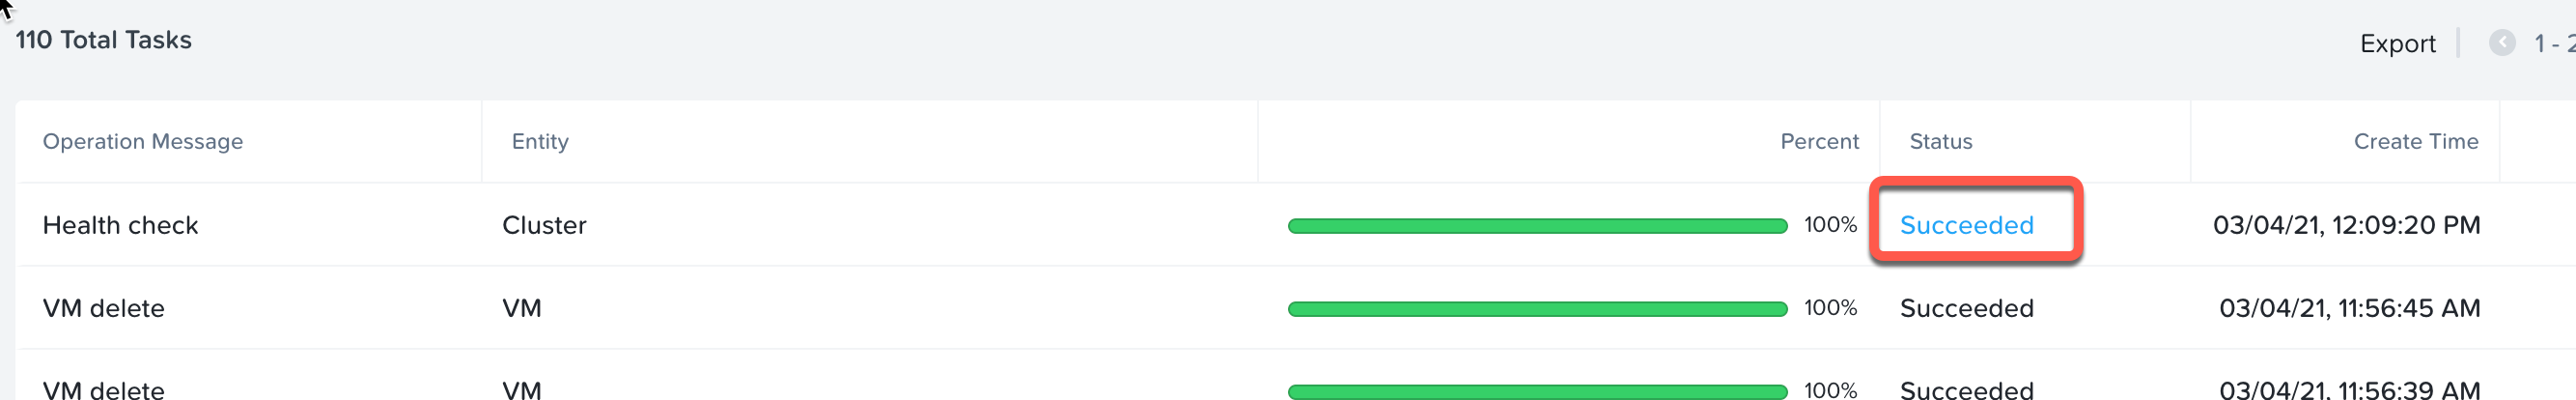 110 Total Tasks
Export
1 -
Operation Message Entity Percent Status Create Time
Health check Cluster 100% Succeeded 03/04/21, 12:09:20 PM
VM delete VM 100% Succeeded 03/04/21, 11:56:45 AM
VM delete VM 100% Succeeded 03/04/21, 11:56:39 AM